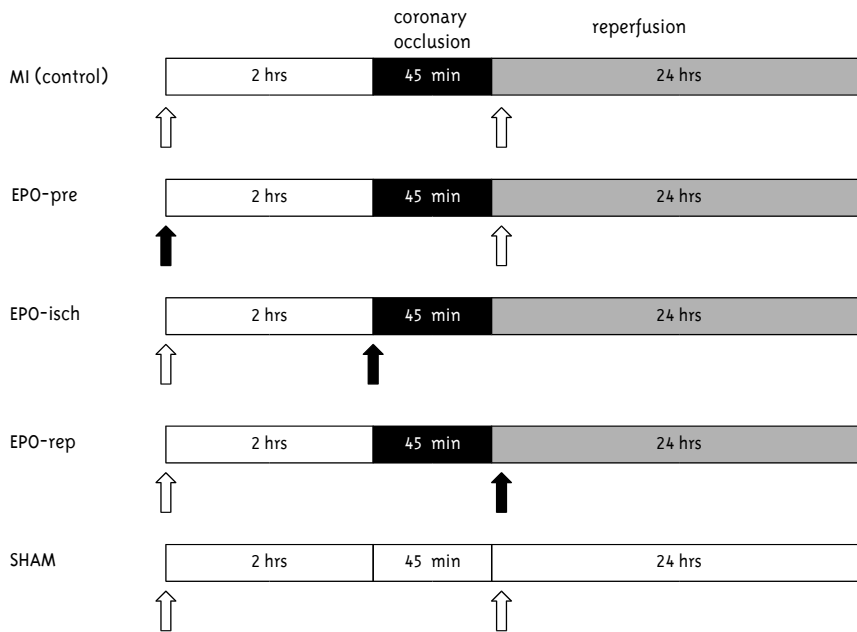 coronary
occlusion
reperfusion
MI (control) 2 hrs 45 min 24 hrs
EPO-pre 2 hrs 45 min 24 hrs
EPO-isch 2 hrs 45 min 24 hrs
EPO-rep 2 hrs 45 min 24 hrs
SHAM 2 hrs 45 min 24 hrs